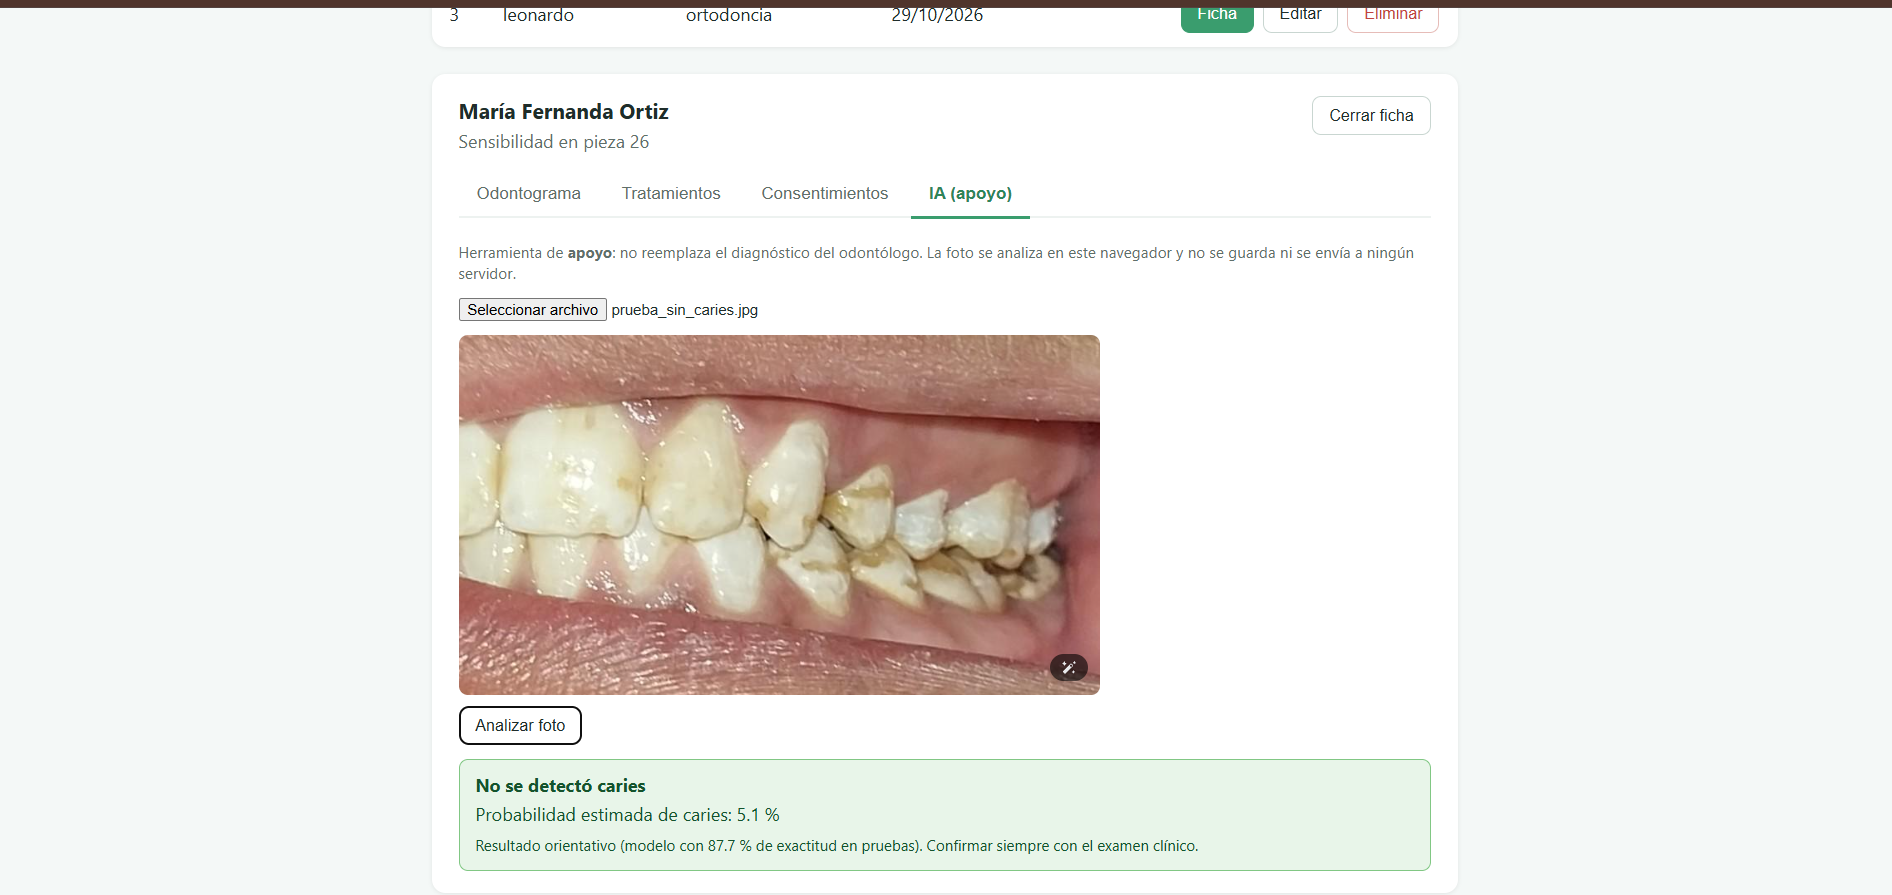 3 leonardo ortodoncia 29/10/2026 Ficha Editar Eliminar
María Fernanda Ortiz
Cerrar ficha
Sensibilidad en pieza 26
Odontograma Tratamientos Consentimientos IA (apoyo)
Herramienta de apoyo: no reemplaza el diagnóstico del odontólogo. La foto se analiza en este navegador y no se guarda ni se envía a ningún
servidor.
Seleccionar archivo prueba_sin_caries.jpg
Analizar foto
No se detectó caries
Probabilidad estimada de caries: 5.1 %
Resultado orientativo (modelo con 87.7 % de exactitud en pruebas). Confirmar siempre con el examen clínico.